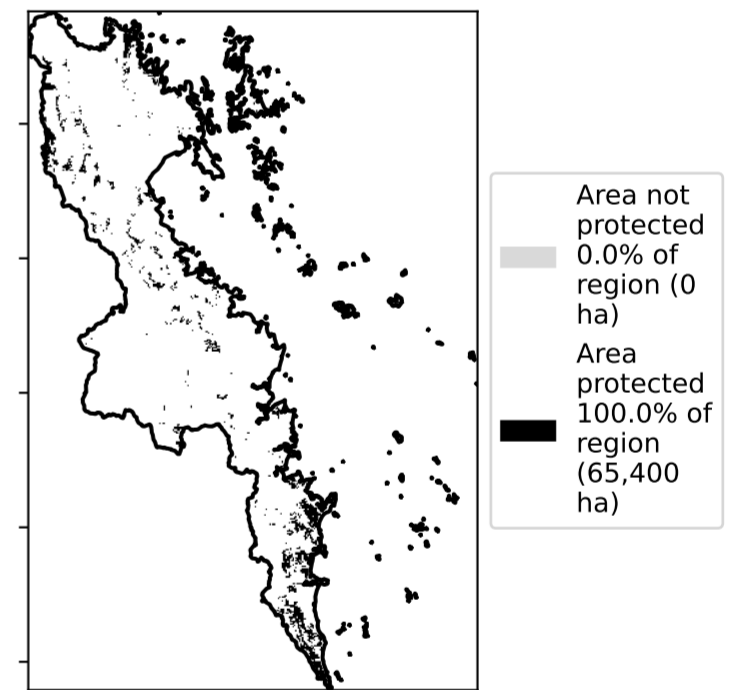 Area not
protected
0.0% of
region (0
ha)
Area
protected
100.0% of
region
(65,400
ha)